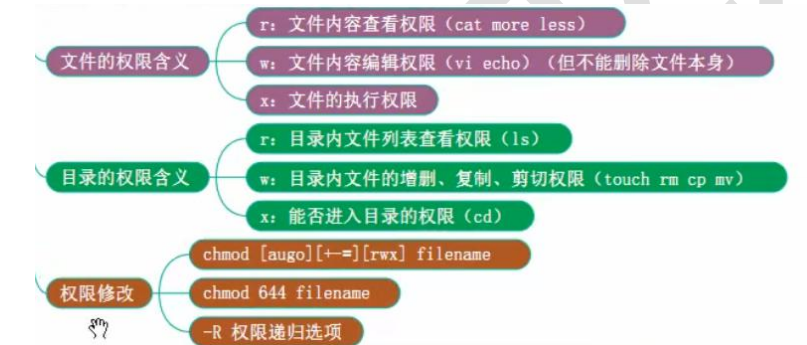 文件的权限含义
r: 文件内容查看权限（cat more less）
w: 文件内容编辑权限（vi echo）（但不能删除文件本身）
x: 文件的执行权限
目录的权限含义
r: 目录内文件列表查看权限（ls）
w: 目录内文件的增删、复制、剪切权限（touch rm cp mv）
x: 能否进入目录的权限（cd）
权限修改
chmod [augo][+-=][rwx] filename
chmod 644 filename
-R 权限递归选项